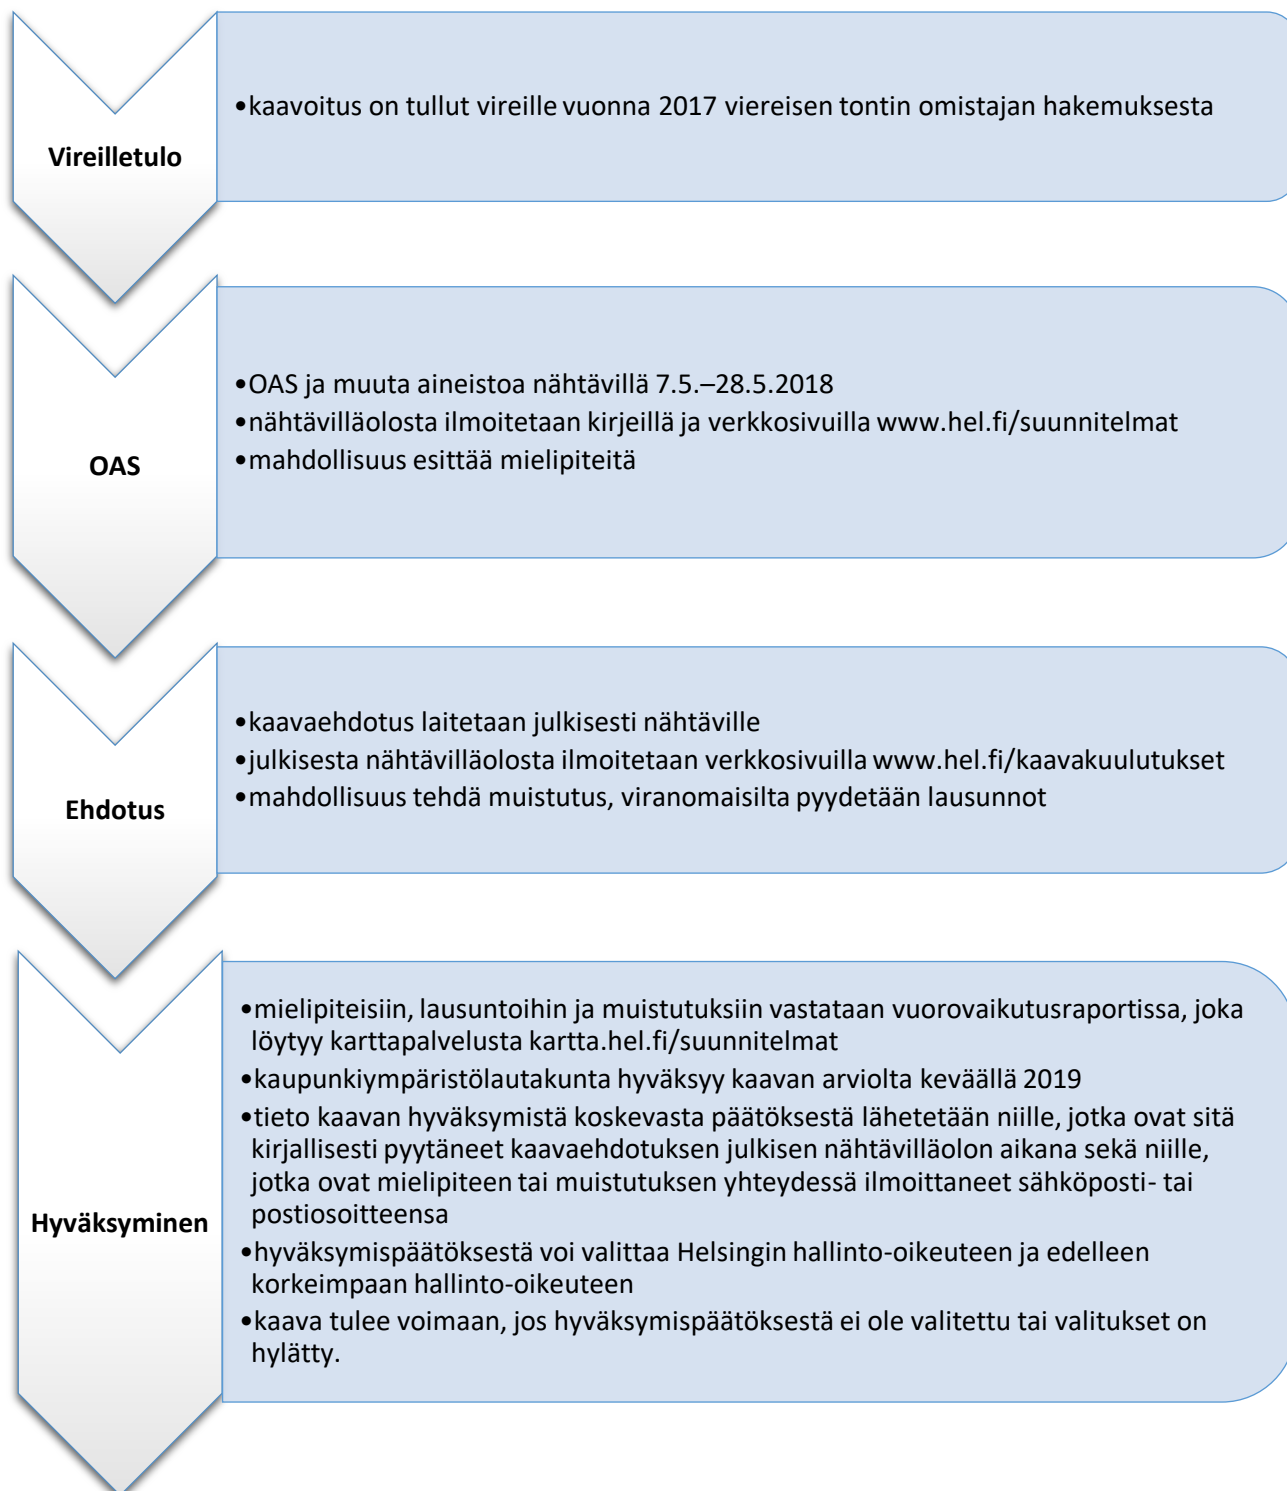 Vireilletulo
•kaavoitus on tullut vireille vuonna 2017 viereisen tontin omistajan hakemuksesta
OAS
•OAS ja muuta aineistoa nähtävillä 7.5.–28.5.2018
•nähtävilläolosta ilmoitetaan kirjeillä ja verkkosivuilla www.hel.fi/suunnitelmat
•mahdollisuus esittää mielipiteitä
Ehdotus
•kaavaehdotus laitetaan julkisesti nähtäville
•julkisesta nähtävilläolosta ilmoitetaan verkkosivuilla www.hel.fi/kaavakuulutukset
•mahdollisuus tehdä muistutus, viranomaisilta pyydetään lausunnot
Hyväksyminen
•mielipiteisiin, lausuntoihin ja muistutuksiin vastataan vuorovaikutusraportissa, joka
löytyy karttapalvelusta kartta.hel.fi/suunnitelmat
•kaupunkiympäristölautakunta hyväksyy kaavan arviolta keväällä 2019
•tieto kaavan hyväksymistä koskevasta päätöksestä lähetetään niille, jotka ovat sitä
kirjallisesti pyytäneet kaavaehdotuksen julkisen nähtävilläolon aikana sekä niille,
jotka ovat mielipiteen tai muistutuksen yhteydessä ilmoittaneet sähköposti- tai
postiosoitteensa
•hyväksymispäätöksestä voi valittaa Helsingin hallinto-oikeuteen ja edelleen
korkeimpaan hallinto-oikeuteen
•kaava tulee voimaan, jos hyväksymispäätöksestä ei ole valitettu tai valitukset on
hylätty.